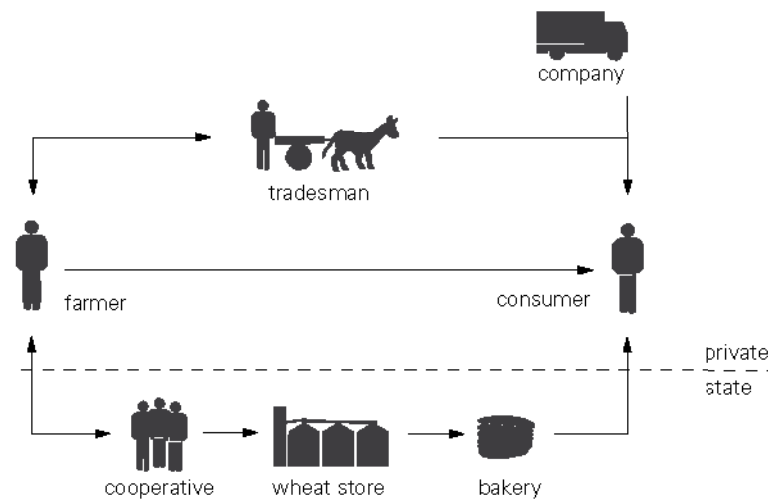 company
tradesman
farmer
consumer
private
state
cooperative
wheat store
bakery